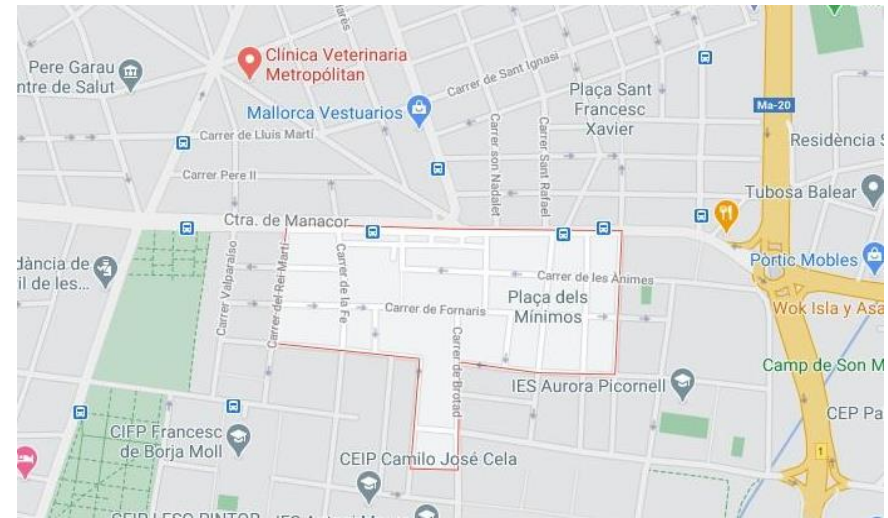 Clínica Veterinaria
Metropólitan
Pere Garau
ntre de Salut
Carrer de Sant Ignasi
Plaça Sant
Francesc
Xavier
Ma-20
Mallorca Vestuarios
Carrer de Lluís Martí
Carrer son Nadalet
Carrer Sant Rafael
Residència S
Carrer Pere II
Tubosa Balear
Ctra. de Manacor
Pòrtic Mobles
dància de
il de les...
Carrer Valparaíso
Carrer del Rei Martí
Carrer de la Fe
Carrer de les Ànimes
Plaça dels
Mínimos
Carrer de Fornaris
Wok Isla y Asa
Carrer de Brotad
Camp de Son M
IES Aurora Picornell
CEP Pa
CIFP Francesc
de Borja Moll
1
CEIP Camilo José Cela